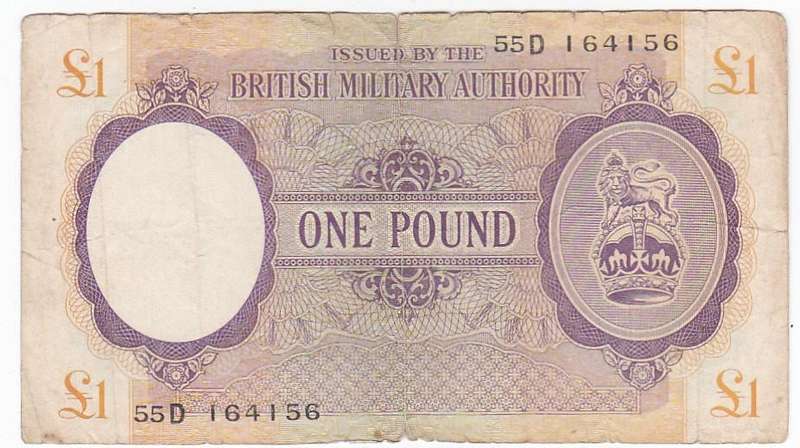 55D 164156
ISSUED BY THE
£1 £1
BRITISH MILITARY AUTHORITY
ONE POUND
£1 £1
55D 164156